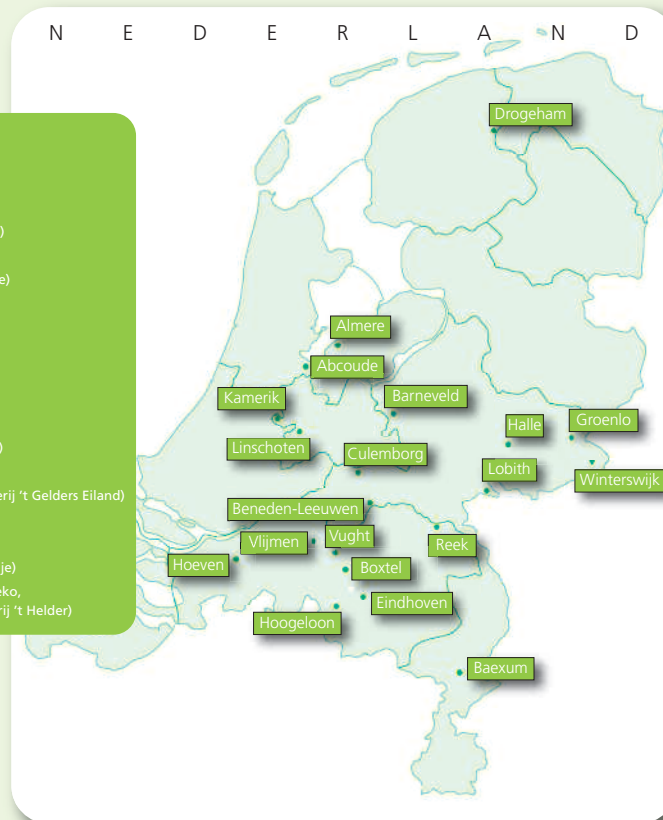 N E D E R L A N D
)
e)
)
erij ‘t Gelders Eiland)
je)
eko,
rij ‘t Helder)
Drogeham
Almere
Abcoude
Kamerik
Barneveld
Linschoten
Culemborg
Halle
Groenlo
Lobith
Winterswijk
Beneden-Leeuwen
Vlijmen
Vught
Reek
Hoeven
Boxtel
Eindhoven
Hoogeloon
Baexum